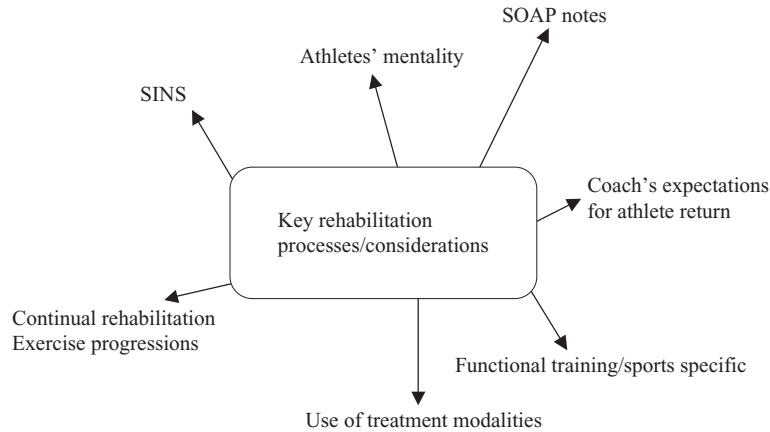 SOAP notes
Athletes’ mentality
SINS
Coach’s expectations
for athlete return
Key rehabilitation
processes/considerations
Continual rehabilitation
Exercise progressions
Functional training/sports specific
Use of treatment modalities